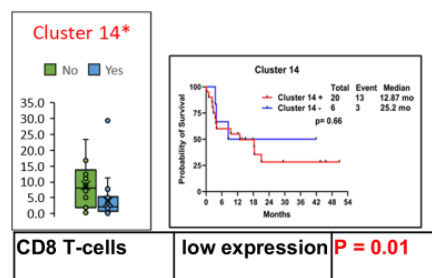 Cluster 14*
No Yes
35.0
30.0
25.0
20.0
15.0
10.0
5.0
0.0
Cluster 14
Total Event Median
Cluster 14 + 20 13 12.87 mo
Cluster 14 - 6 3 25.2 mo
p= 0.66
Probability of Survival
100
75
50
25
0
0 6 12 18 24 30 36 42 48 54
Months
CD8 T-cells low expression P = 0.01